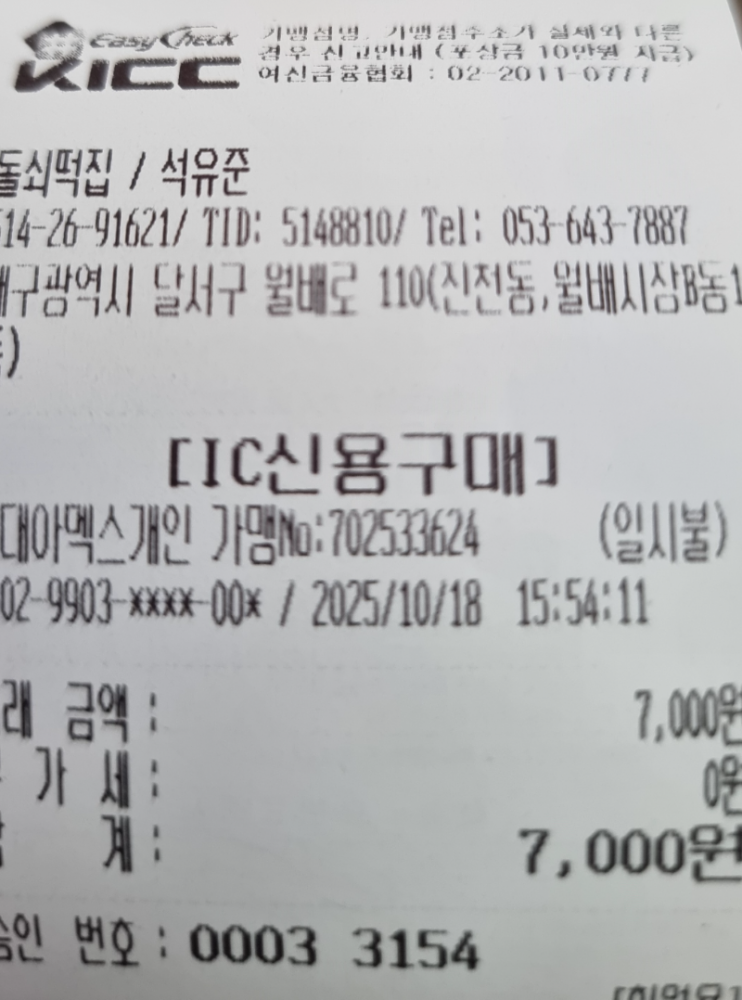 Easy Check
KICC
가맹점명, 가맹점주소가 실제와 다른
경우 신고안내 (포상금 10만원 지급)
여신금융협회 : 02-2011-0777
돌쇠떡집 / 석유준
514-26-91621/ TID: 5148810/ Tel: 053-643-7887
대구광역시 달서구 월배로 110(진천동,월배시장B동1
)
[IC신용구매]
대아멕스개인 가맹No:702533624 (일시불)
02-9903-****-00* / 2025/10/18 15:54:11
래 금액 : 7,000원
가 세 : 0원
계 : 7,000원
승인 번호 : 0003 3154